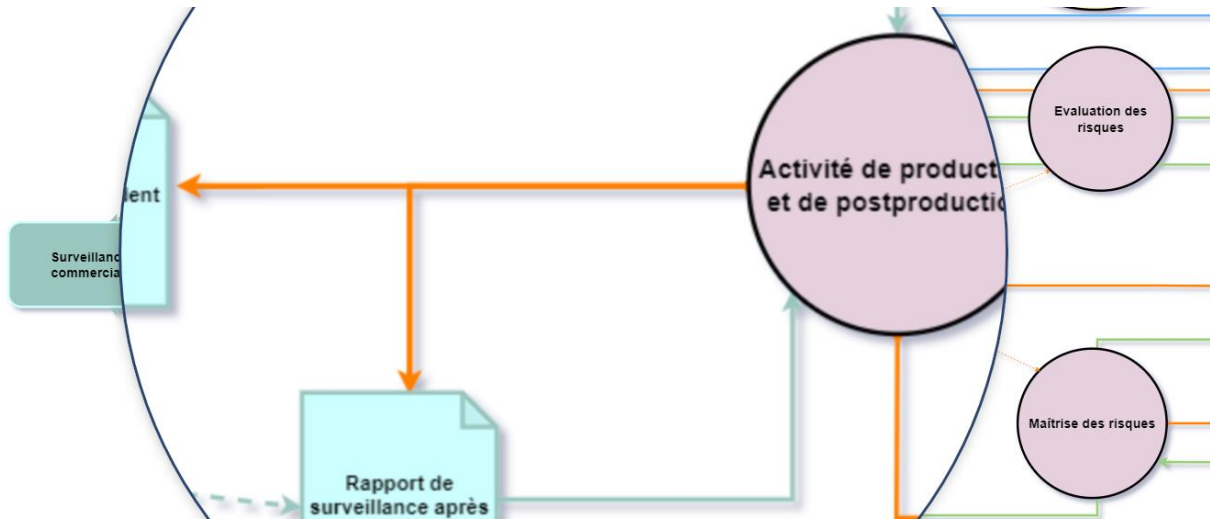 Evaluation des
risques
Activité de product
et de postproductio
lent
Surveillanc
commercia
Maîtrise des risques
Rapport de
surveillance après